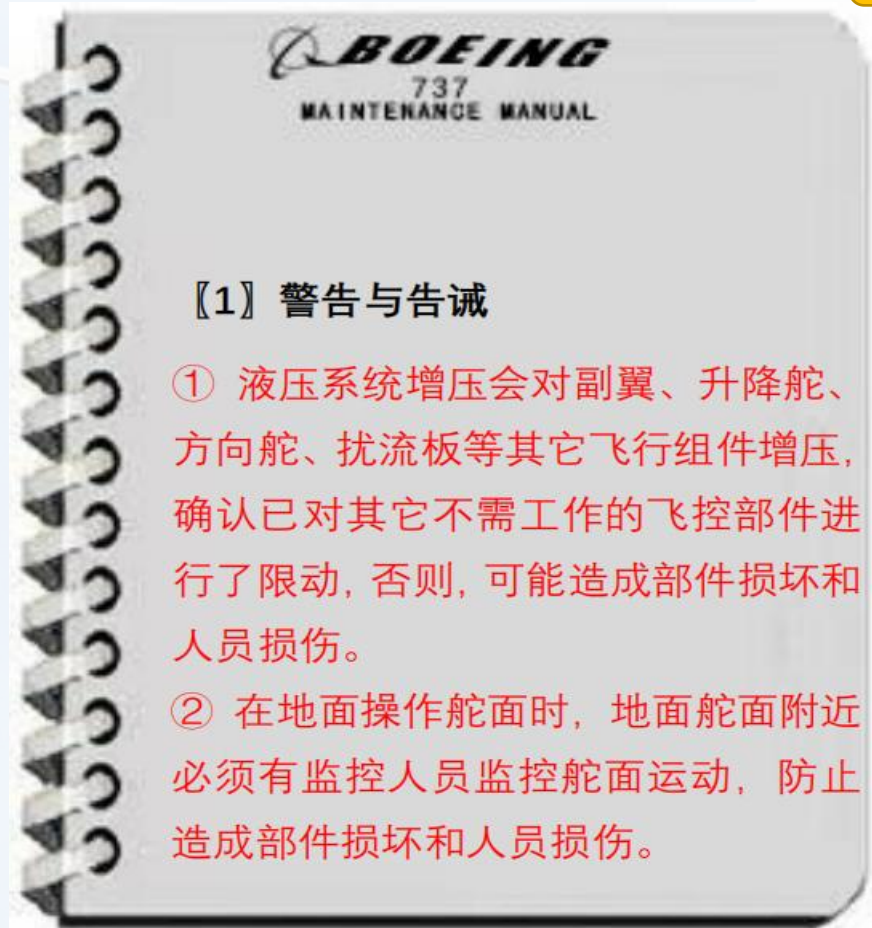 BOEING
737
MAINTENANCE MANUAL
〖1〗警告与告诫
① 液压系统增压会对副翼、升降舵、
方向舵、扰流板等其它飞行组件增压,
确认已对其它不需工作的飞控部件进
行了限动, 否则, 可能造成部件损坏和
人员损伤。
② 在地面操作舵面时, 地面舵面附近
必须有监控人员监控舵面运动, 防止
造成部件损坏和人员损伤。